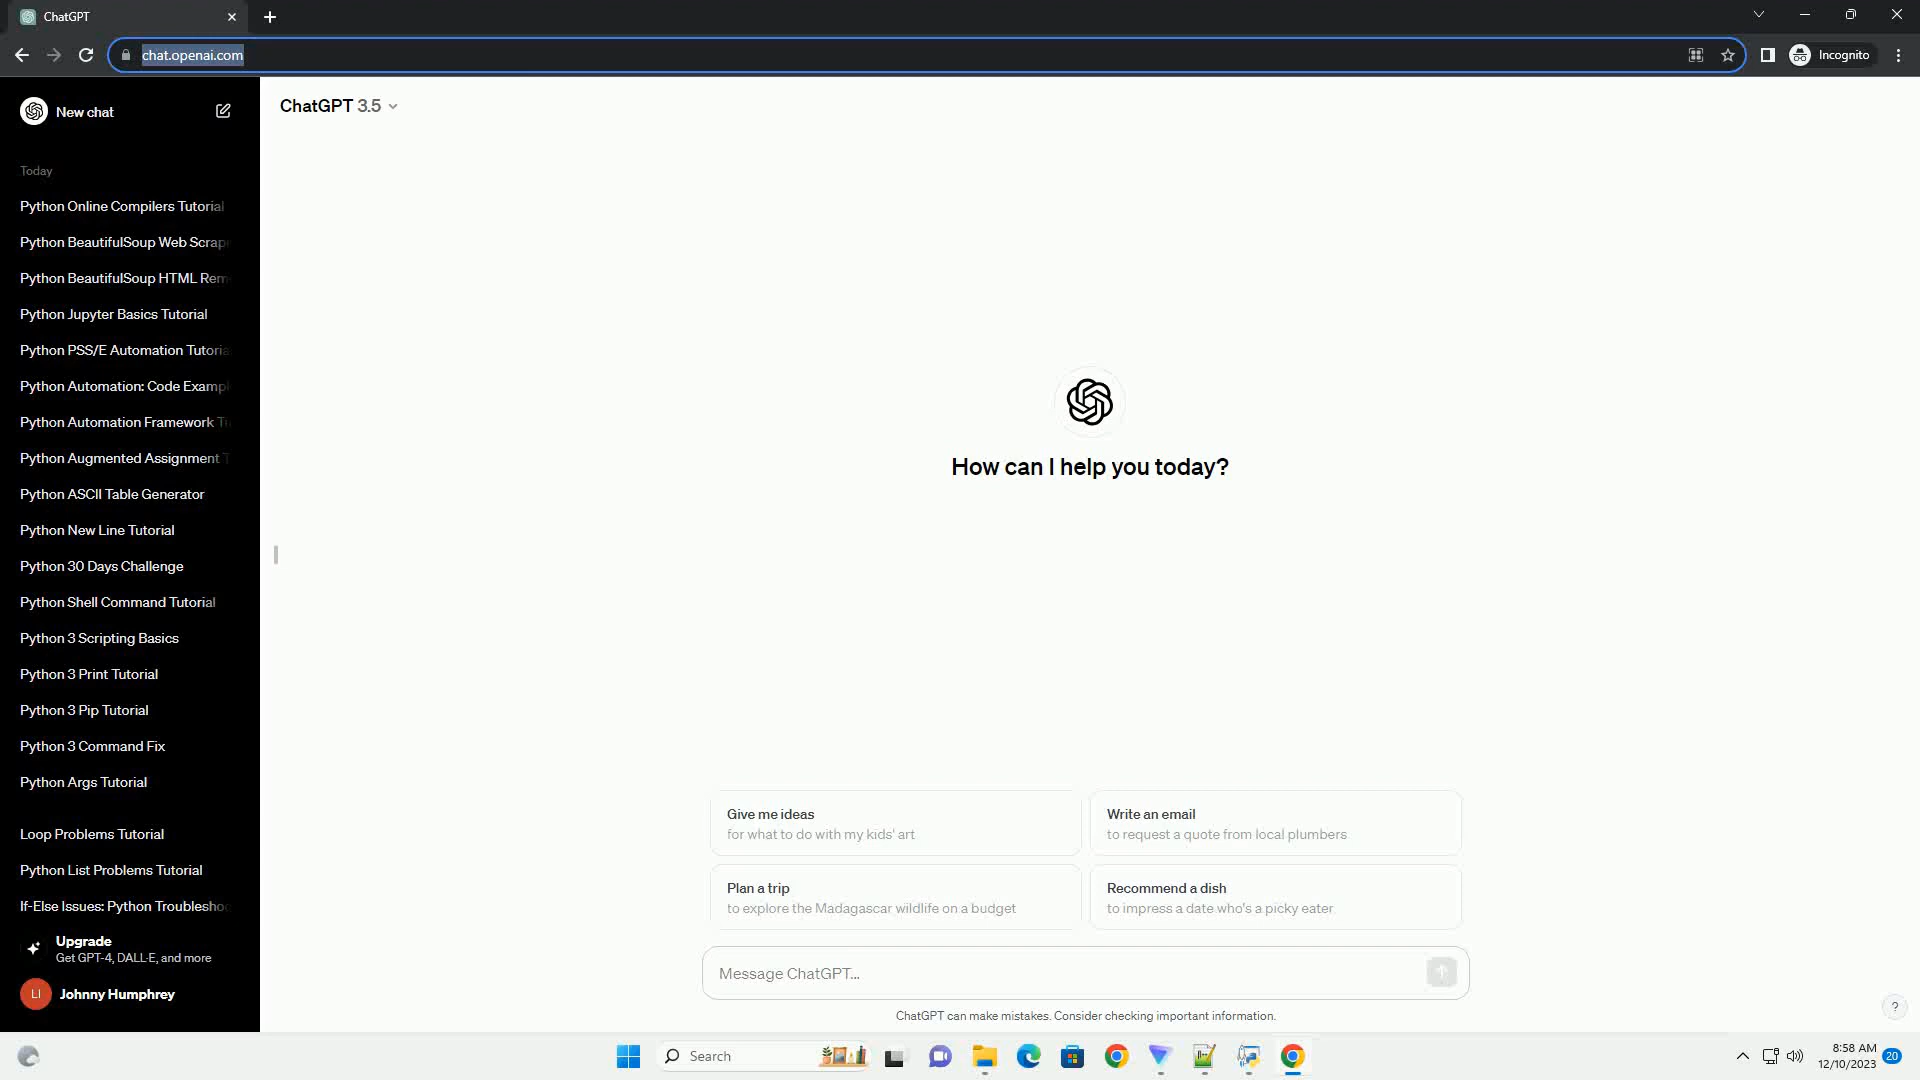 ChatGPT
chat.openai.com
Incognito
New chat
ChatGPT 3.5
Today
Python Online Compilers Tutorial
Python BeautifulSoup Web Scrap
Python BeautifulSoup HTML Rem
Python Jupyter Basics Tutorial
Python PSS/E Automation Tutoria
Python Automation: Code Exampl
Python Automation Framework Tu
Python Augmented Assignment T
Python ASCII Table Generator
Python New Line Tutorial
Python 30 Days Challenge
Python Shell Command Tutorial
Python 3 Scripting Basics
Python 3 Print Tutorial
Python 3 Pip Tutorial
Python 3 Command Fix
Python Args Tutorial
Loop Problems Tutorial
Python List Problems Tutorial
If-Else Issues: Python Troubleshoo
Upgrade
Get GPT-4, DALL·E, and more
LI
Johnny Humphrey
How can I help you today?
Give me ideas
for what to do with my kids' art
Write an email
to request a quote from local plumbers
Plan a trip
to explore the Madagascar wildlife on a budget
Recommend a dish
to impress a date who's a picky eater
Message ChatGPT...
ChatGPT can make mistakes. Consider checking important information.
?
Search
8:58 AM
12/10/2023
20